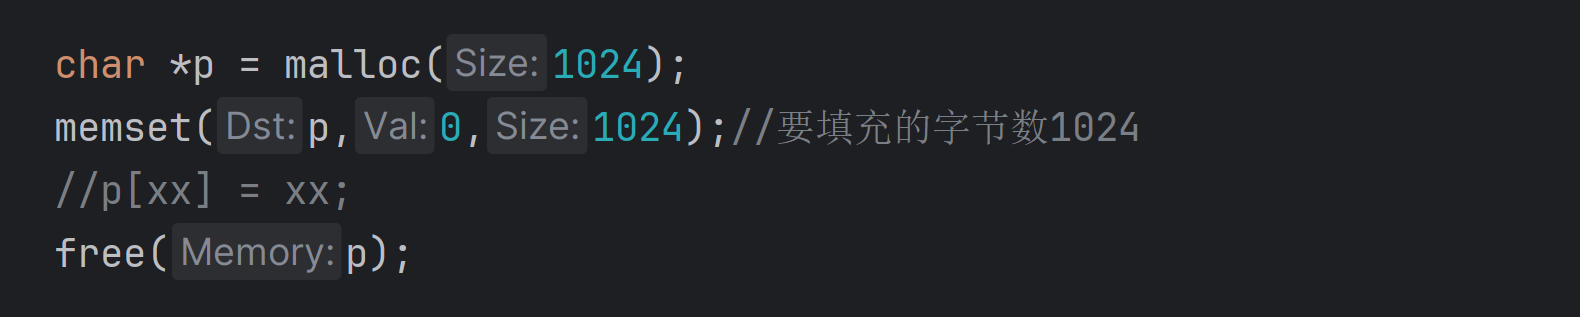 char *p = malloc(Size:1024);
memset(Dst:p,Val:0,Size:1024);//要填充的字节数1024
//p[xx] = xx;
free(Memory:p);